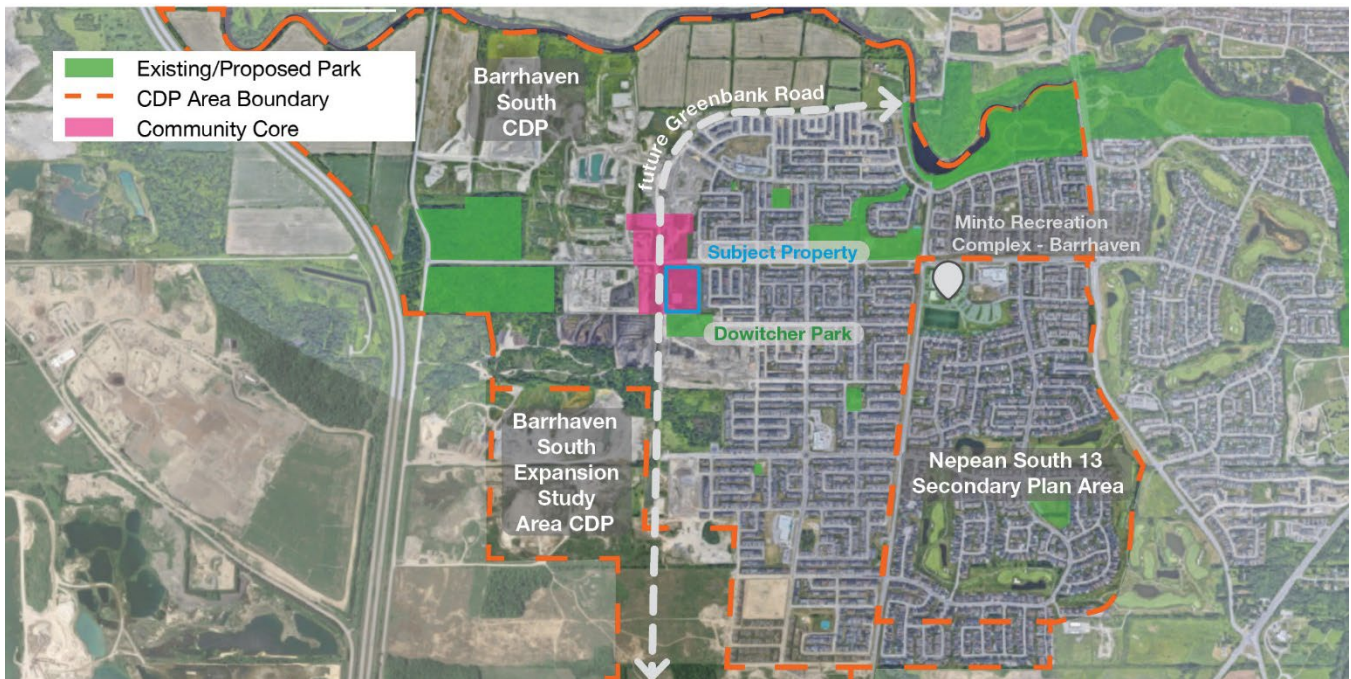 Existing/Proposed Park
CDP Area Boundary
Community Core
Barrhaven
South
CDP
future Greenbank Road
Minto Recreation
Complex - Barrhaven
Subject Property
Dowitcher Park
Barrhaven
South
Expansion
Study
Area CDP
Nepean South 13
Secondary Plan Area